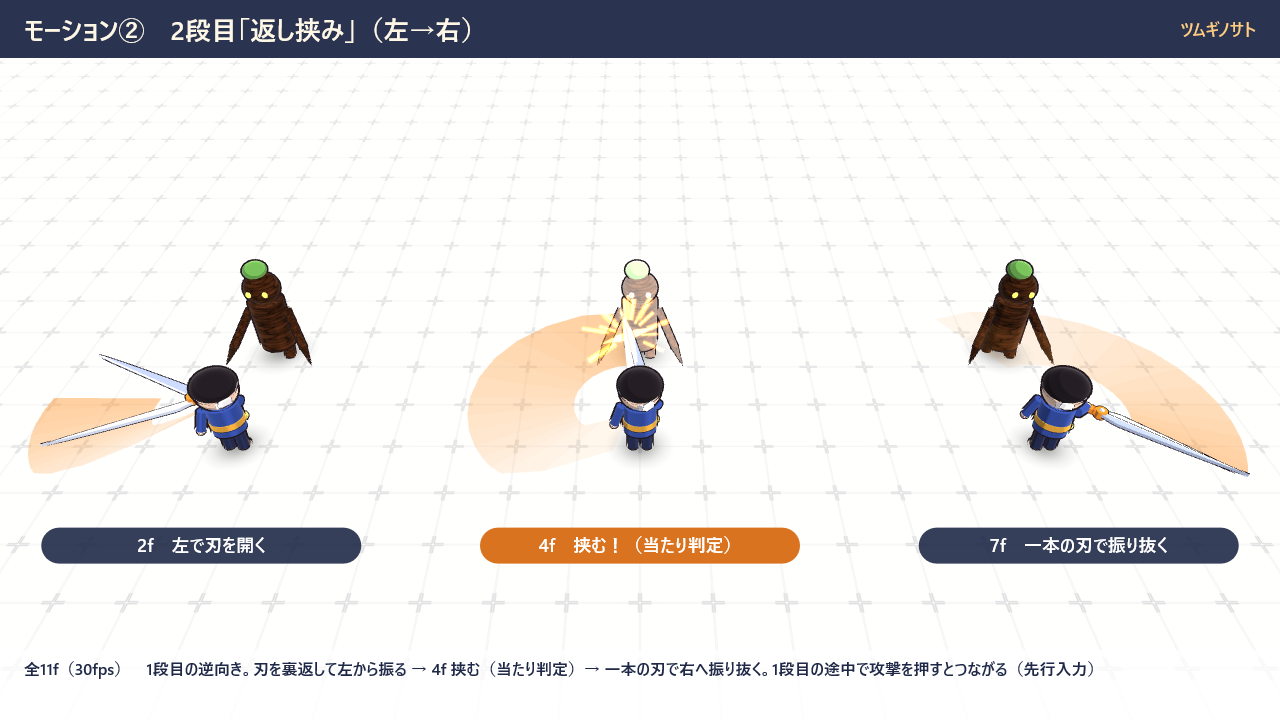 モーション② 2段目「返し挟み」（左→右）
ツムギノサト
2f 左で刃を開く
4f 挟む！（当たり判定）
7f 一本の刃で振り抜く
全11f（30fps） 1段目の逆向き。刃を裏返して左から振る → 4f 挟む（当たり判定）→ 一本の刃で右へ振り抜く。1段目の途中で攻撃を押すとつながる（先行入力）